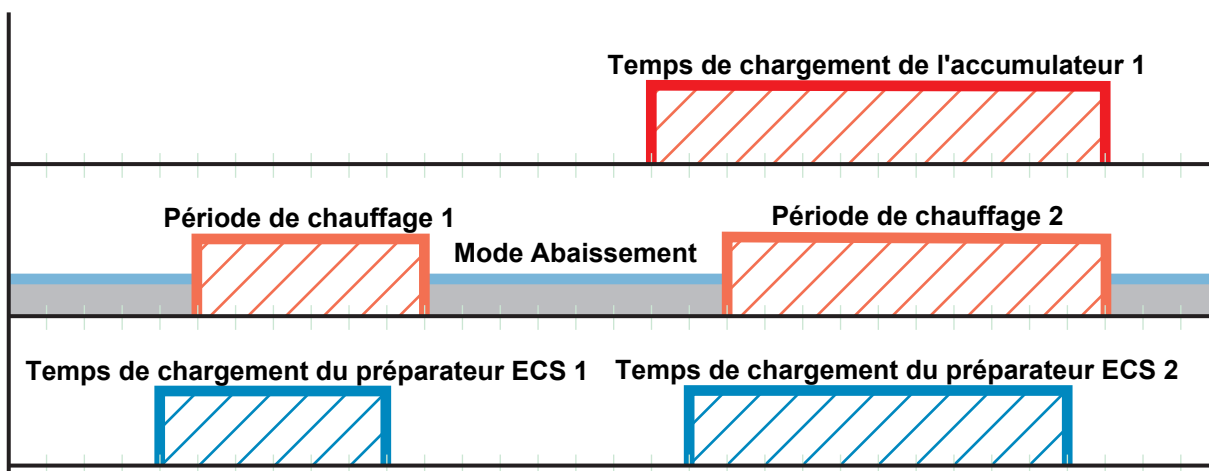 Temps de chargement de l'accumulateur 1
Période de chauffage 1
Période de chauffage 2
Mode Abaissement
Temps de chargement du préparateur ECS 1
Temps de chargement du préparateur ECS 2